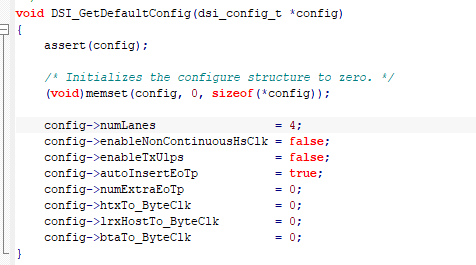 void DSI_GetDefaultConfig(dsi_config_t *config)
{
    assert(config);
    /* Initializes the configure structure to zero. */
    (void)memset(config, 0, sizeof(*config));
    config->numLanes                 = 4;
    config->enableNonContinuousHsClk = false;
    config->enableTxUlps             = false;
    config->autoInsertEoTp           = true;
    config->numExtraEoTp             = 0;
    config->htxTo_ByteClk            = 0;
    config->lrxHostTo_ByteClk        = 0;
    config->btaTo_ByteClk            = 0;
}